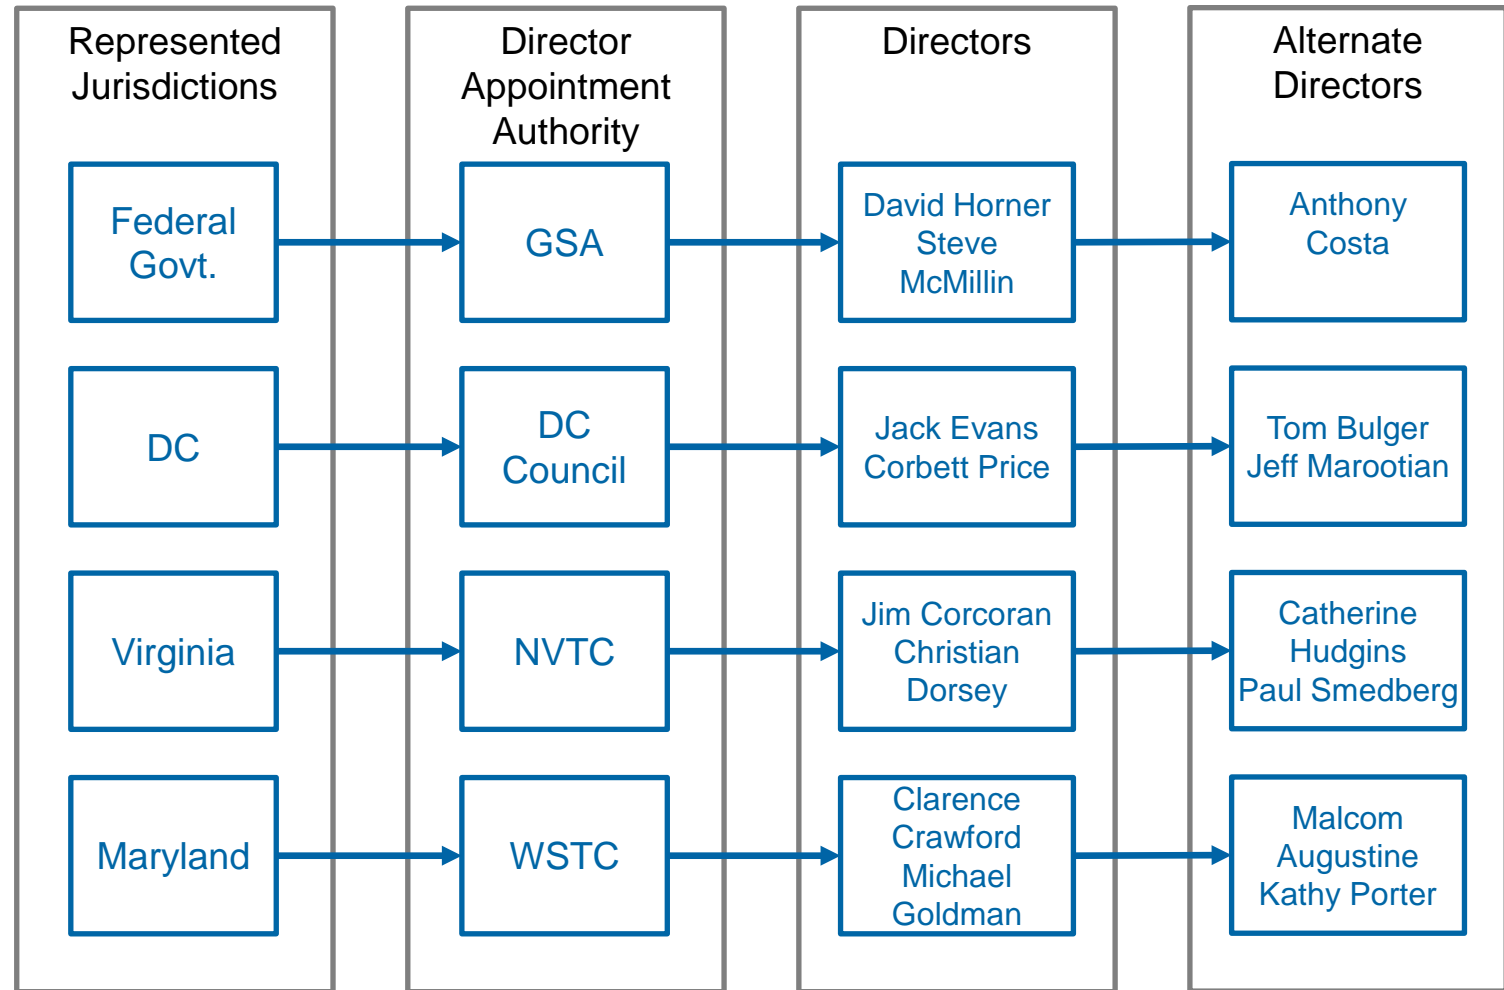 Represented
Jurisdictions
Director
Appointment
Authority
Directors
Alternate
Directors
Federal
Govt.
GSA
David Horner
Steve
McMillin
Anthony
Costa
DC
DC
Council
Jack Evans
Corbett Price
Tom Bulger
Jeff Marootian
Virginia
NVTC
Jim Corcoran
Christian
Dorsey
Catherine
Hudgins
Paul Smedberg
Maryland
WSTC
Clarence
Crawford
Michael
Goldman
Malcom
Augustine
Kathy Porter